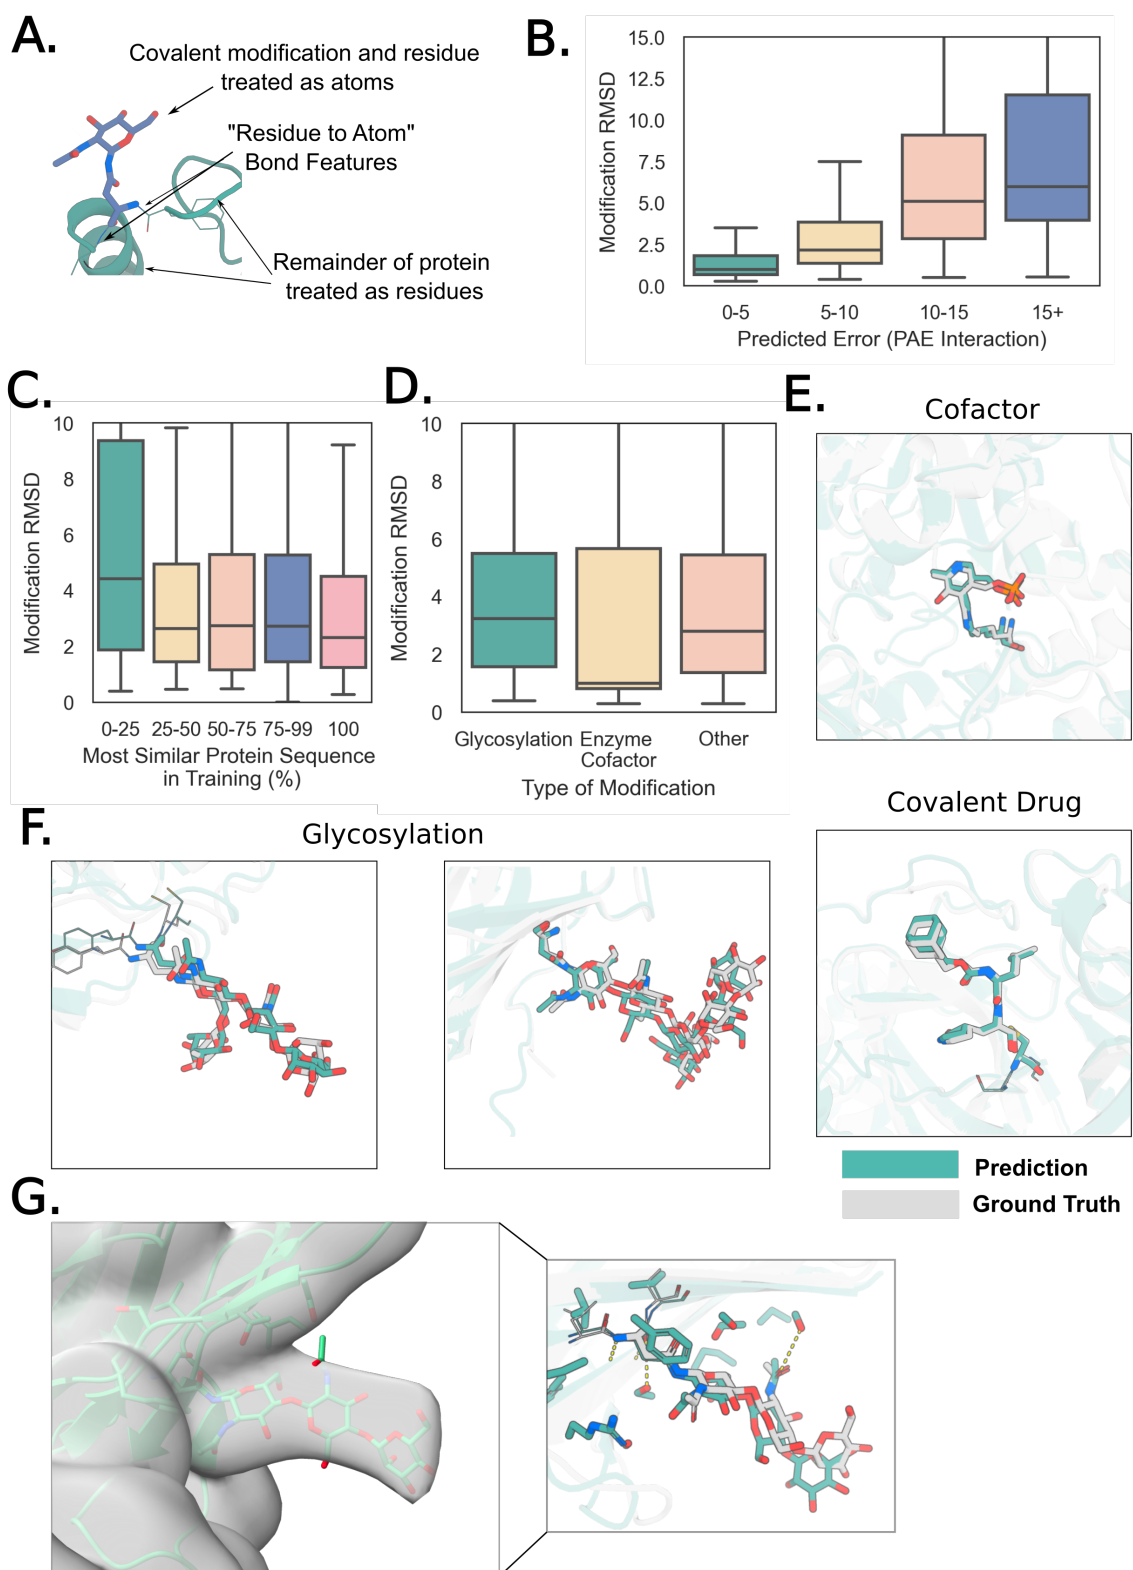 A.
Covalent modification and residue
treated as atoms
"Residue to Atom"
Bond Features
Remainder of protein
treated as residues
B.
Modification RMSD
15.0
12.5
10.0
7.5
5.0
2.5
0.0
0-5 5-10 10-15 15+
Predicted Error (PAE Interaction)
C.
Modification RMSD
10
8
6
4
2
0
0-25 25-50 50-75 75-99 100
Most Similar Protein Sequence
in Training (%)
D.
Modification RMSD
10
8
6
4
2
0
Glycosylation Enzyme Other
Cofactor
Type of Modification
E.
Cofactor
Covalent Drug
F.
Glycosylation
Prediction
Ground Truth
G.